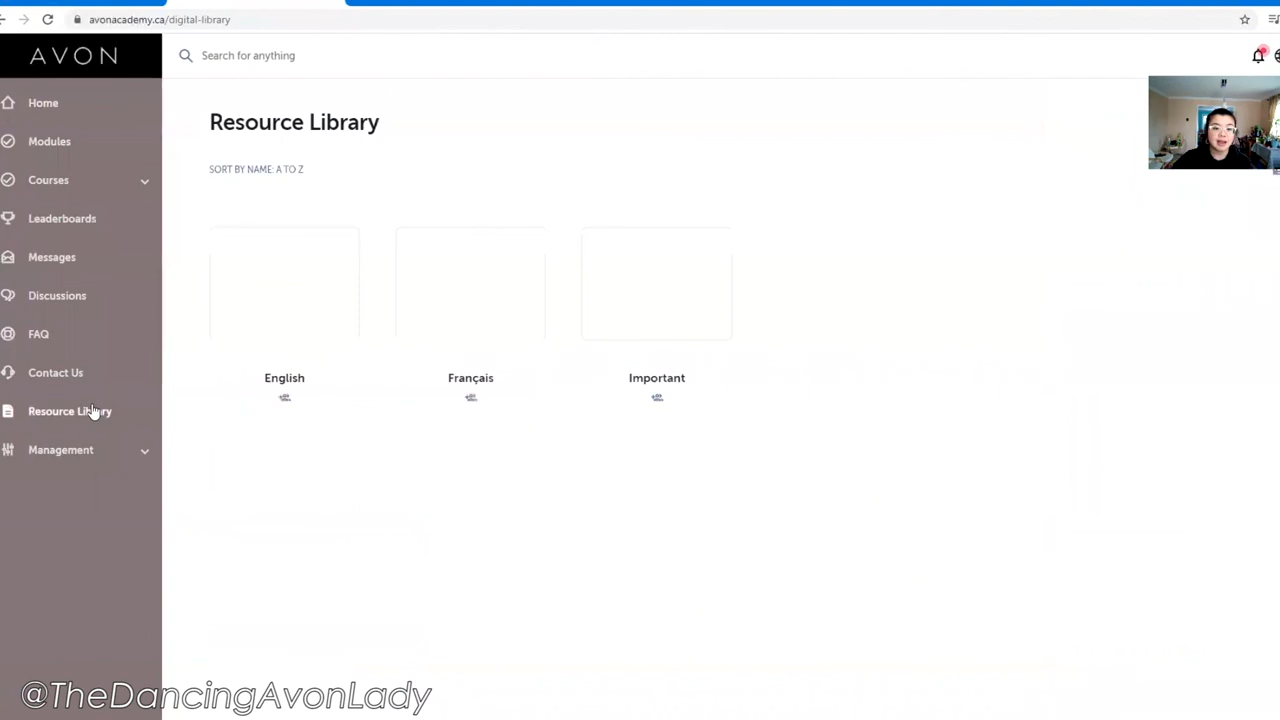 avonacademy.ca/digital-library
AVON
Search for anything
Home
Modules
Courses
Leaderboards
Messages
Discussions
FAQ
Contact Us
Resource Library
Management
Resource Library
SORT BY NAME: A TO Z
English
Français
Important
@TheDancingAvonLady